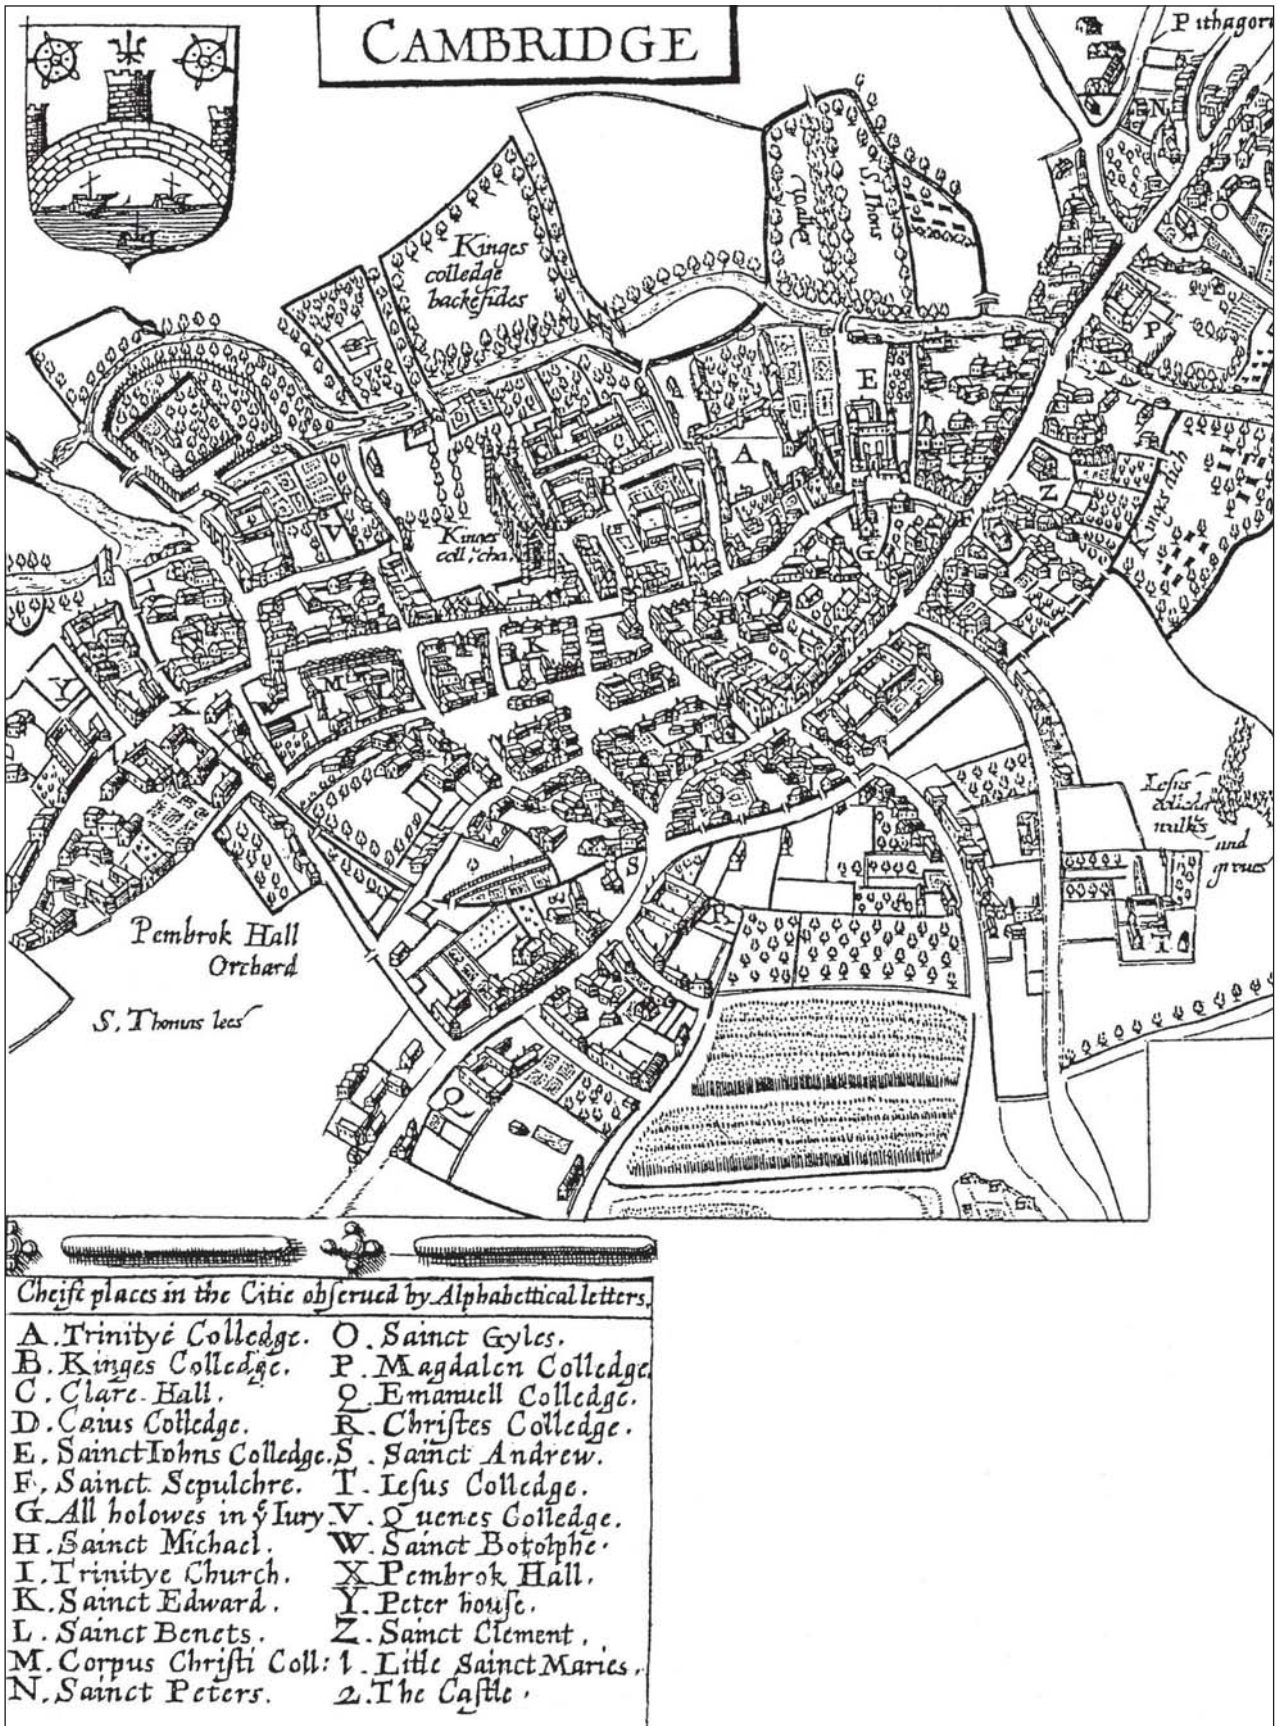 CAMBRIDGE
Pithagor
N
O
P
S. Ihons
waalkes
Kinges
colledge
backesides
E
A
C
B
Z
Kinges dich
V
Kinges
coll: cha:
D
G
K
M
L
I
Y
X
S
R
Iesus
and
groues
T
Pembrok Hall
Orchard
S. Thomas lees
Q
Cheife places in the Citie obserued by Alphabetticall letters.
A. Trinitye Colledge.
B. Kinges Colledge.
C. Clare Hall.
D. Caius Colledge.
E. Sainct Iohns Colledge.
F. Sainct Sepulchre.
G. All holowes in yͤ Iury
H. Sainct Michael.
I. Trinitye Church.
K. Sainct Edward.
L. Sainct Benets.
M. Corpus Christi Coll:
N. Sainct Peters.
O. Sainct Gyles.
P. Magdalen Colledge.
Q. Emanuell Colledge.
R. Christes Colledge.
S. Sainct Andrew.
T. Iesus Colledge.
V. Quenes Colledge.
W. Sainct Botolphe.
X. Pembrok Hall.
Y. Peter house.
Z. Sainct Clement.
1. Litle Sainct Maries.
2. The Castle.